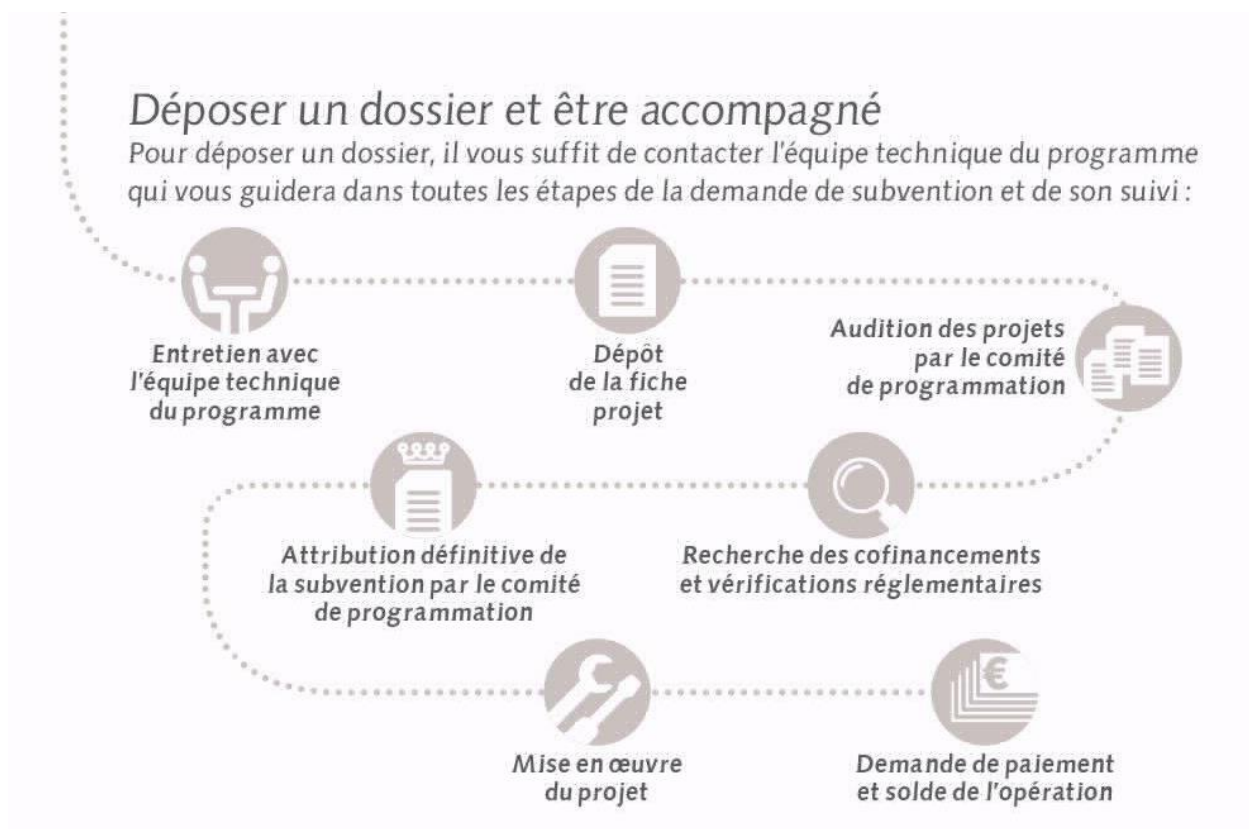 Déposer un dossier et être accompagné
Pour déposer un dossier, il vous suffit de contacter l'équipe technique du programme
qui vous guidera dans toutes les étapes de la demande de subvention et de son suivi :
Entretien avec
l'équipe technique
du programme
Dépôt
de la fiche
projet
Audition des projets
par le comité
de programmation
Recherche des cofinancements
et vérifications réglementaires
Attribution définitive de
la subvention par le comité
de programmation
Mise en œuvre
du projet
€
Demande de paiement
et solde de l'opération